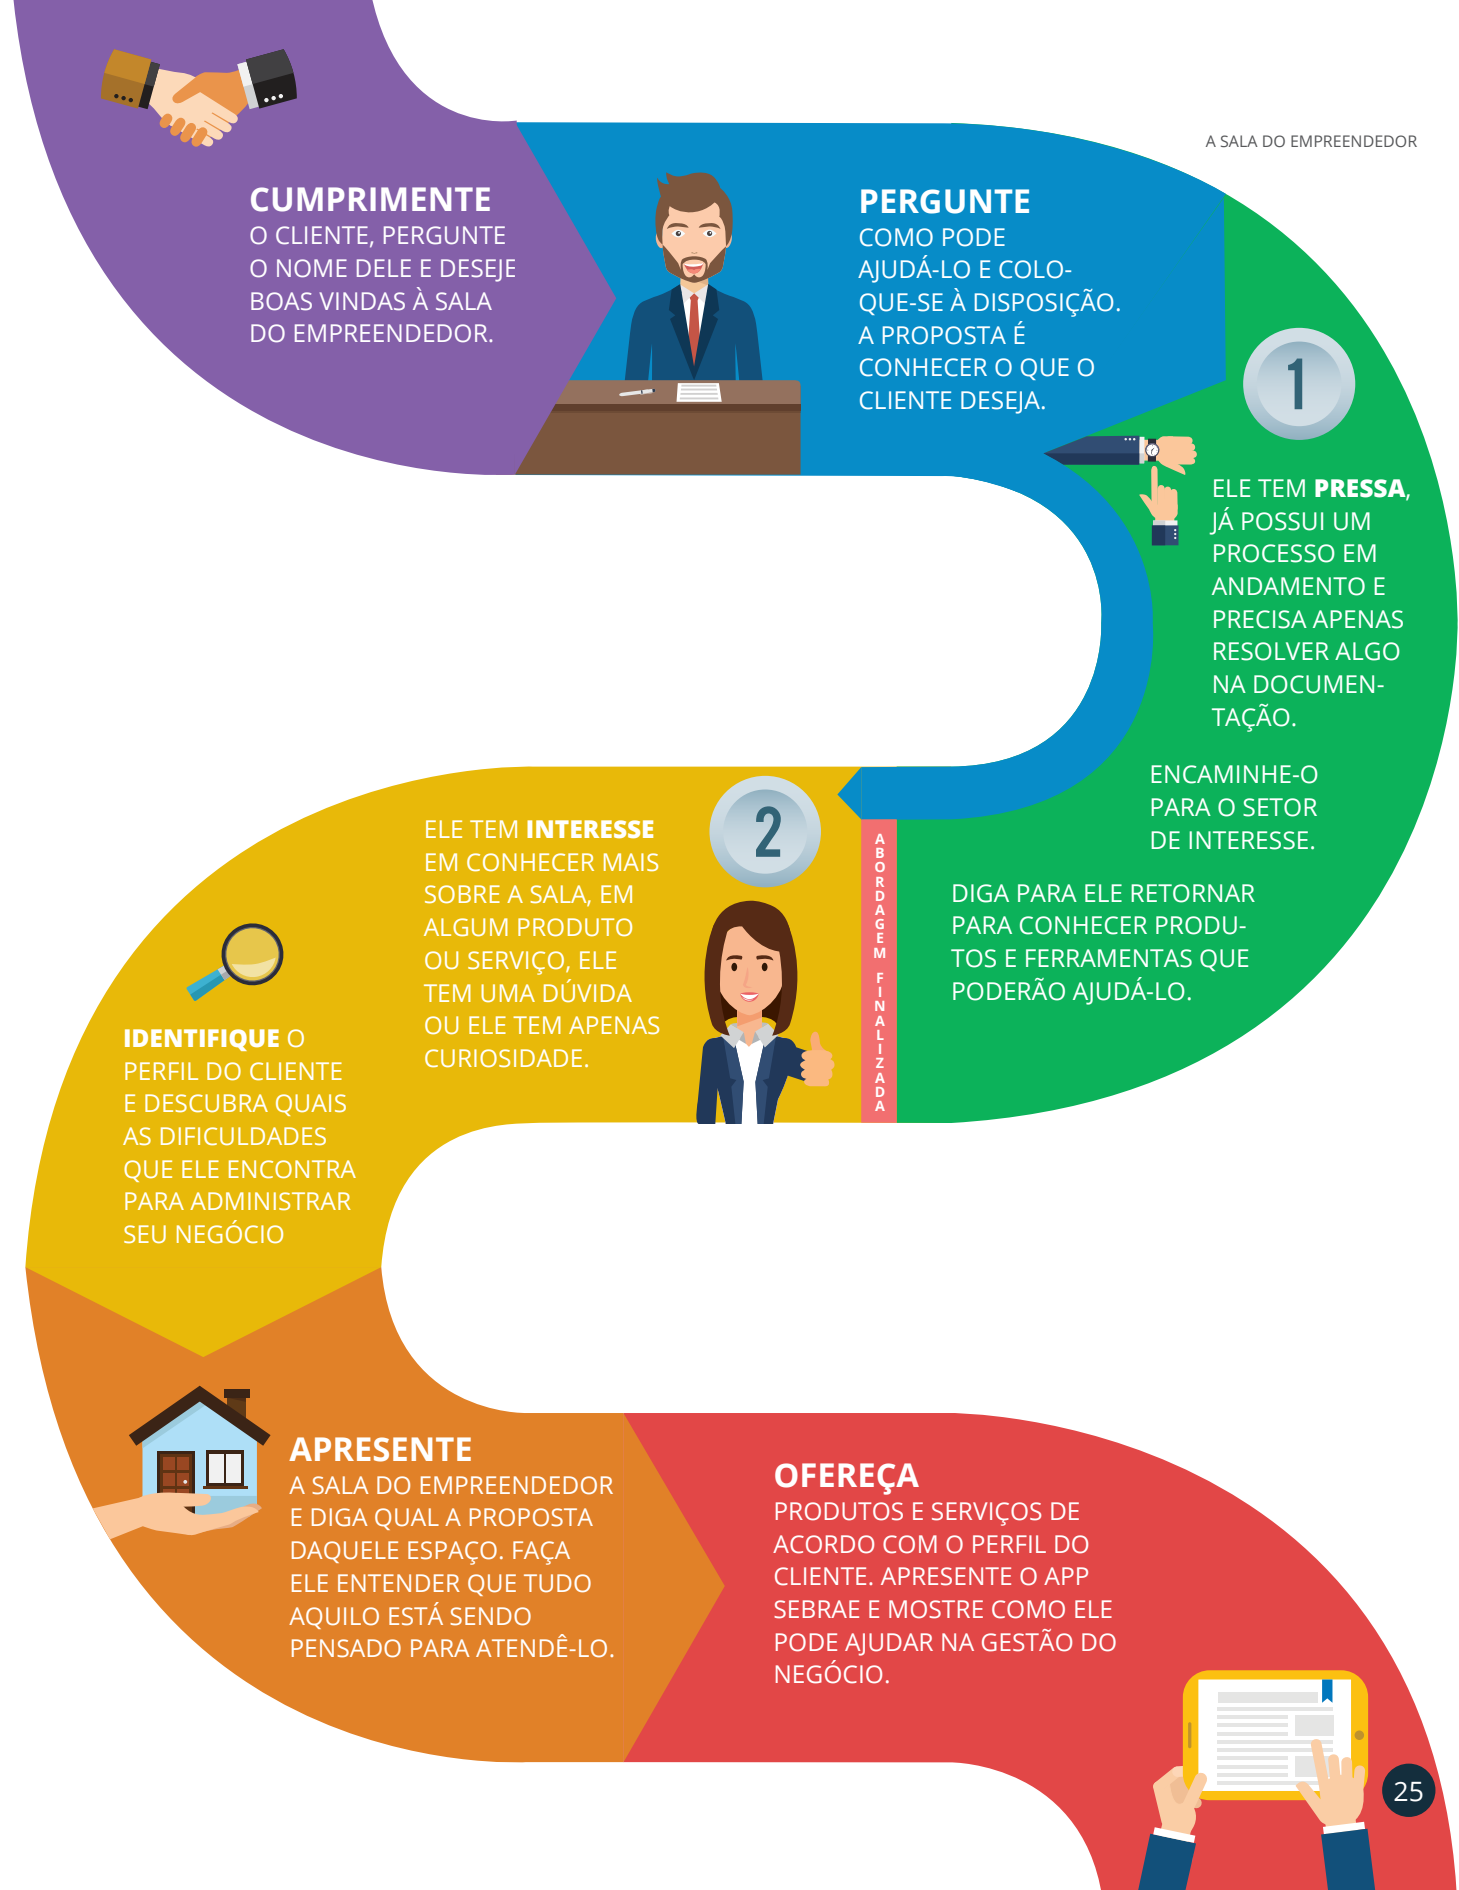 A SALA DO EMPREENDEDOR
CUMPRIMENTE
O CLIENTE, PERGUNTE
O NOME DELE E DESEJE
BOAS VINDAS À SALA
DO EMPREENDEDOR.
PERGUNTE
COMO PODE
AJUDÁ-LO E COLO-
QUE-SE À DISPOSIÇÃO.
A PROPOSTA É
CONHECER O QUE O
CLIENTE DESEJA.
1
ELE TEM PRESSA,
JÁ POSSUI UM
PROCESSO EM
ANDAMENTO E
PRECISA APENAS
RESOLVER ALGO
NA DOCUMEN-
TAÇÃO.
ENCAMINHE-O
PARA O SETOR
DE INTERESSE.
DIGA PARA ELE RETORNAR
PARA CONHECER PRODU-
TOS E FERRAMENTAS QUE
PODERÃO AJUDÁ-LO.
ABORDAGEM FINALIZADA
2
ELE TEM INTERESSE
EM CONHECER MAIS
SOBRE A SALA, EM
ALGUM PRODUTO
OU SERVIÇO, ELE
TEM UMA DÚVIDA
OU ELE TEM APENAS
CURIOSIDADE.
IDENTIFIQUE O
PERFIL DO CLIENTE
E DESCUBRA QUAIS
AS DIFICULDADES
QUE ELE ENCONTRA
PARA ADMINISTRAR
SEU NEGÓCIO
APRESENTE
A SALA DO EMPREENDEDOR
E DIGA QUAL A PROPOSTA
DAQUELE ESPAÇO. FAÇA
ELE ENTENDER QUE TUDO
AQUILO ESTÁ SENDO
PENSADO PARA ATENDÊ-LO.
OFEREÇA
PRODUTOS E SERVIÇOS DE
ACORDO COM O PERFIL DO
CLIENTE. APRESENTE O APP
SEBRAE E MOSTRE COMO ELE
PODE AJUDAR NA GESTÃO DO
NEGÓCIO.
25